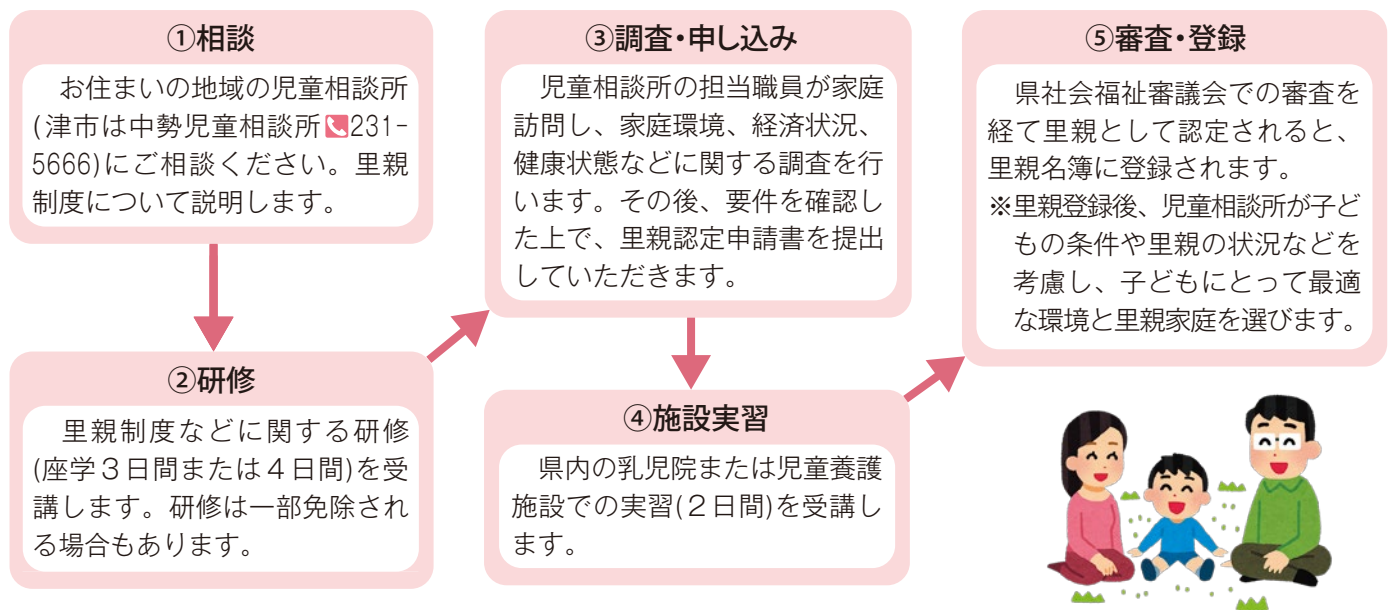 ①相談
お住まいの地域の児童相談所
(津市は中勢児童相談所📞231-
5666)にご相談ください。里親
制度について説明します。
②研修
里親制度などに関する研修
(座学3日間または4日間)を受
講します。研修は一部免除され
る場合もあります。
③調査・申し込み
児童相談所の担当職員が家庭
訪問し、家庭環境、経済状況、
健康状態などに関する調査を行
います。その後、要件を確認し
た上で、里親認定申請書を提出
していただきます。
④施設実習
県内の乳児院または児童養護
施設での実習(2日間)を受講し
ます。
⑤審査・登録
県社会福祉審議会での審査を
経て里親として認定されると、
里親名簿に登録されます。
※里親登録後、児童相談所が子ど
もの条件や里親の状況などを
考慮し、子どもにとって最適
な環境と里親家庭を選びます。